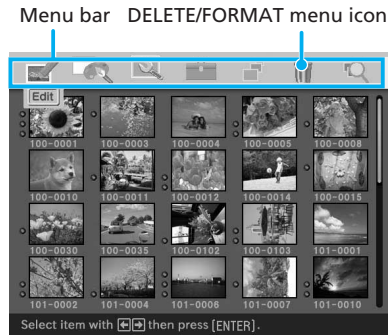 Menu bar DELETE/FORMAT menu icon
Edit
100-0001 100-0003 100-0004 100-0005 100-0008
100-0010 100-0011 100-0012 100-0014 100-0015
100-0030 100-0035 100-0102 100-0103 101-0001
101-0002 101-0004 101-0006 101-0007 101-0010
Select item with then press [ENTER].